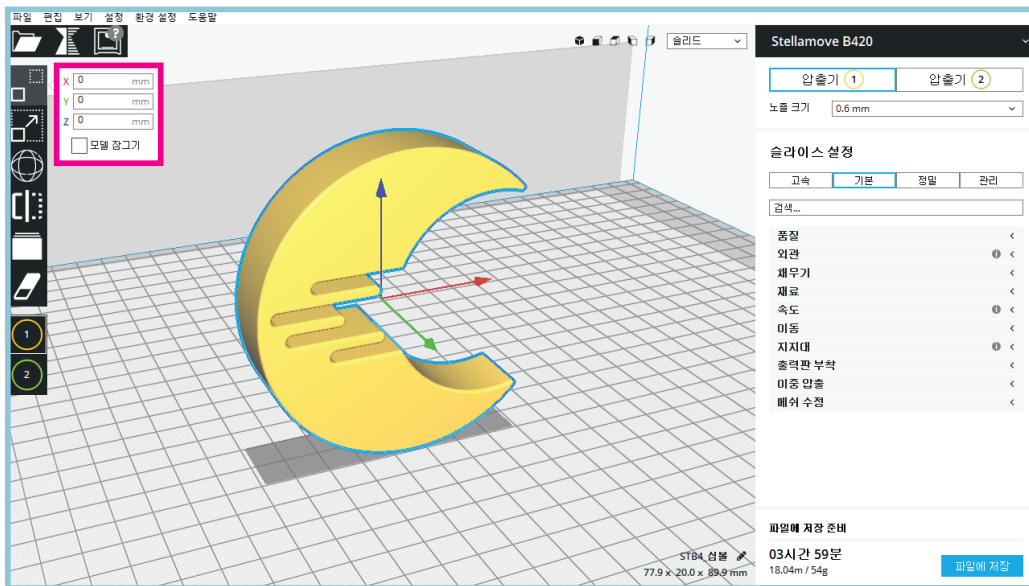 파일 편집 보기 설정 환경 설정 도움말
?
솔리드
Stellamove B420
X 0 mm
Y 0 mm
Z 0 mm
모델 잠그기
압출기 1 압출기 2
노즐 크기 0.6 mm
슬라이스 설정
고속 기본 정밀 관리
검색...
품질
외관
채우기
재료
속도
이동
지지대
출력판 부착
이중 압출
메쉬 수정
1
2
STB4_심볼
77.9 x 20.0 x 89.9 mm
파일에 저장 준비
03시간 59분
18.04m / 54g
파일에 저장